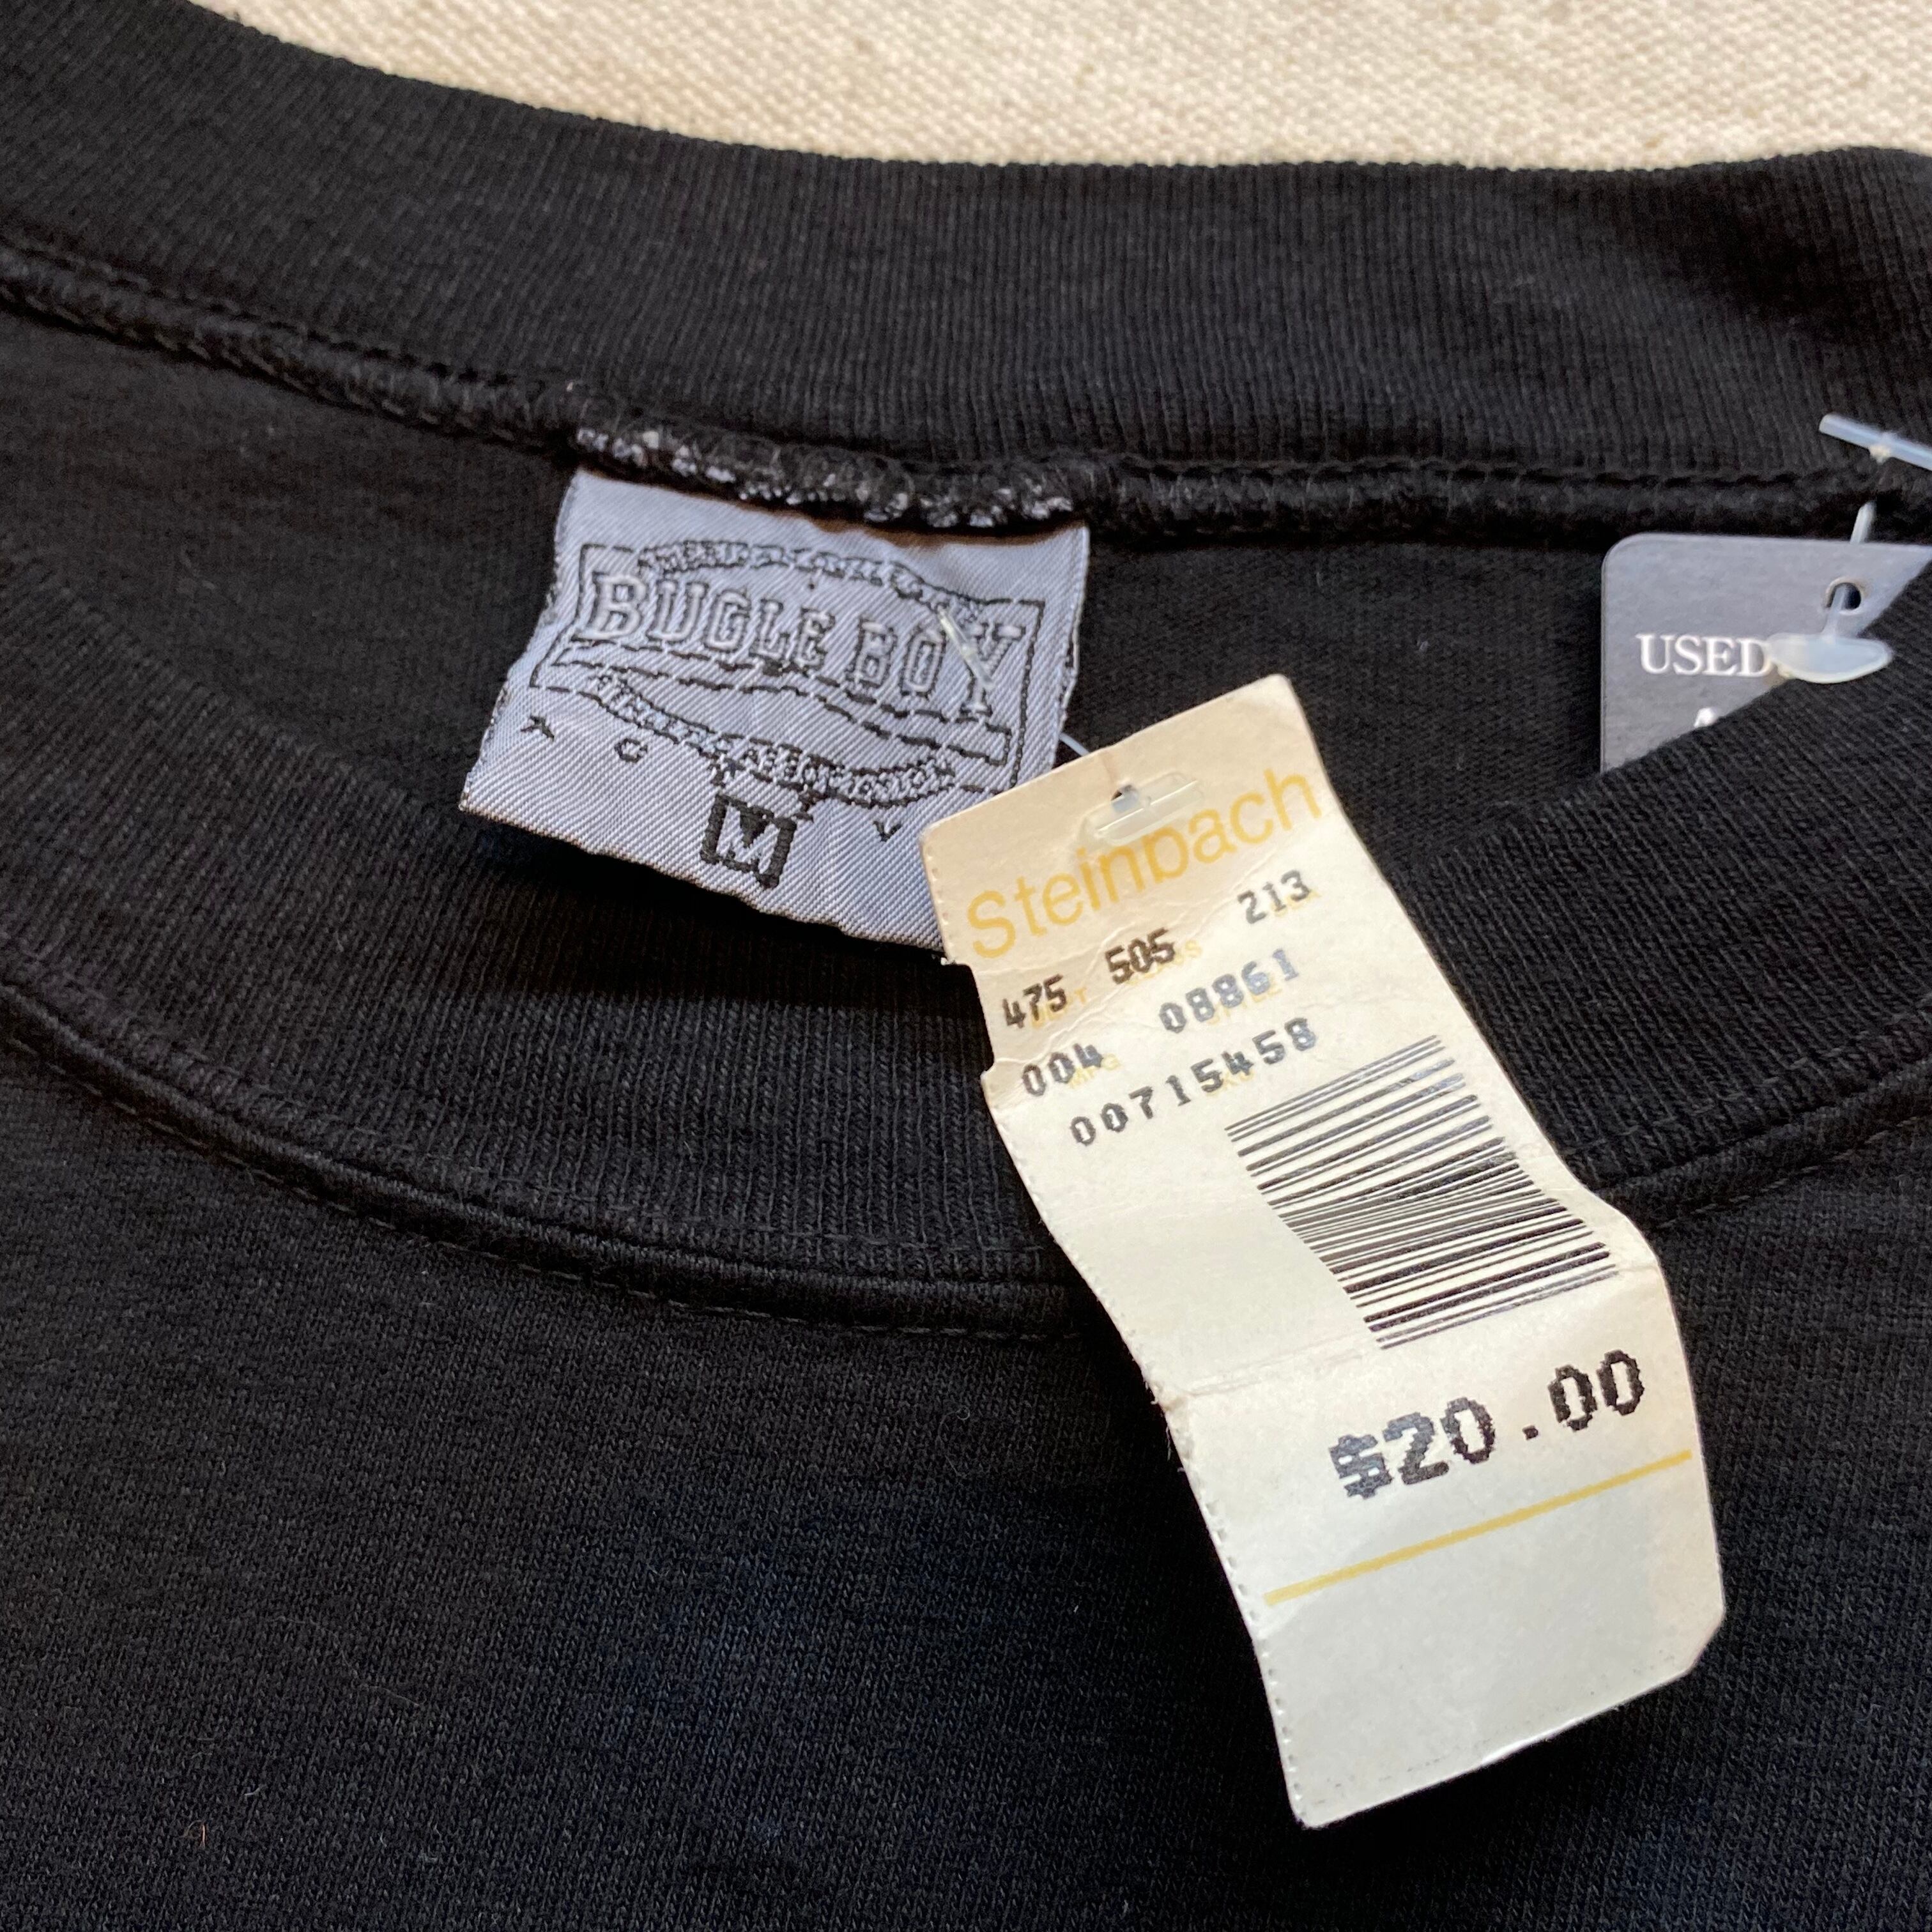 BUGLE BOY
M
USED
Steinbach
475 505 213
004 08861
00715458
$20.00